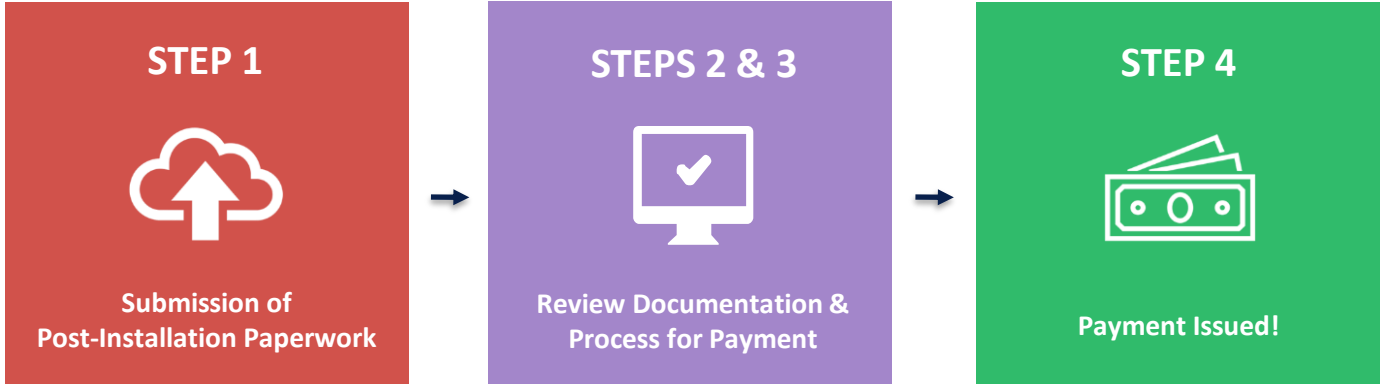 STEP 1
Submission of
Post-Installation Paperwork
STEPS 2 & 3
Review Documentation &
Process for Payment
STEP 4
Payment Issued!